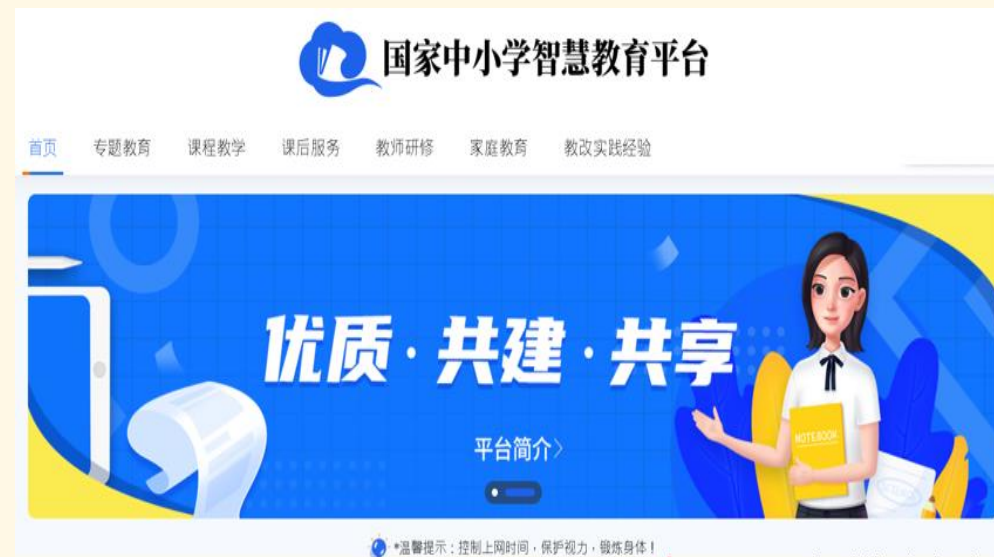 国家中小学智慧教育平台
首页 专题教育 课程教学 课后服务 教师研修 家庭教育 教改实践经验
优质·共建·共享
平台简介〉
NOTEBOOK
*温馨提示：控制上网时间，保护视力，锻炼身体！